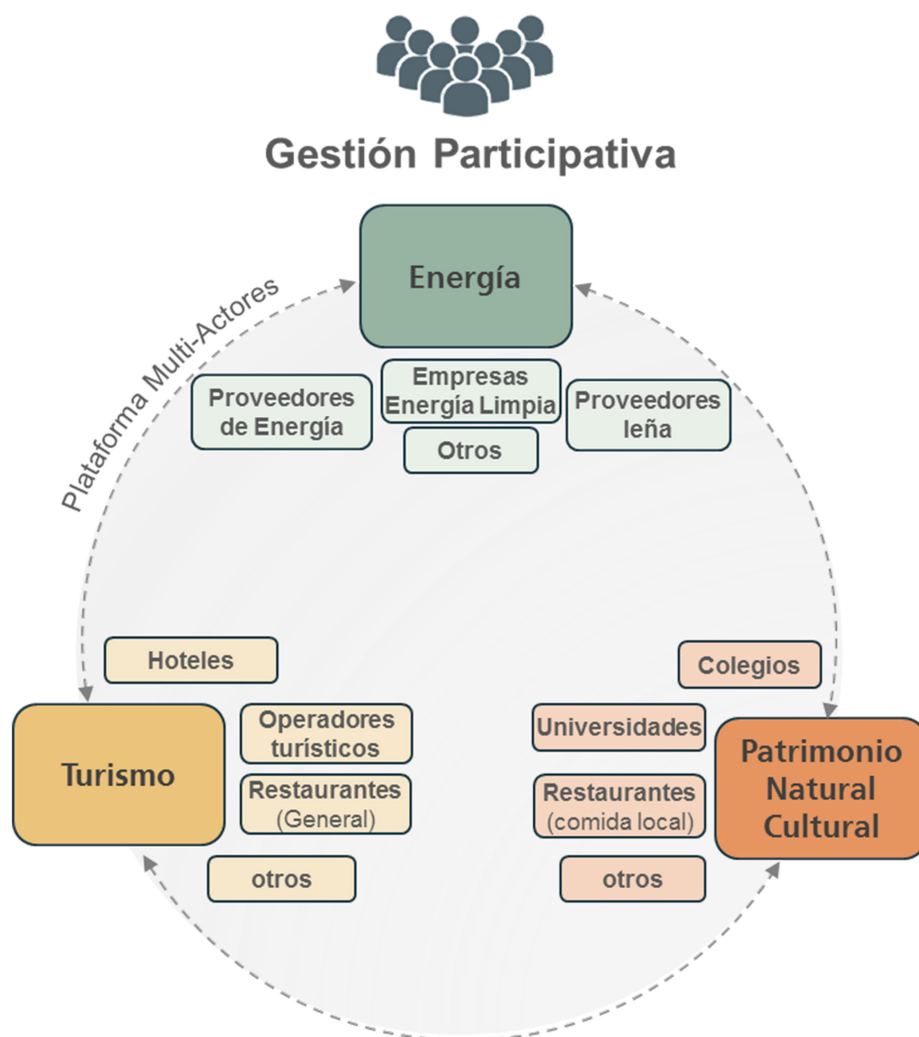 Gestión Participativa
Energía
Plataforma Multi-Actores
Proveedores
de Energía
Empresas
Energía Limpia
Otros
Proveedores
leña
Hoteles
Turismo
Operadores
turísticos
Restaurantes
(General)
otros
Colegios
Universidades
Restaurantes
(comida local)
otros
Patrimonio
Natural
Cultural